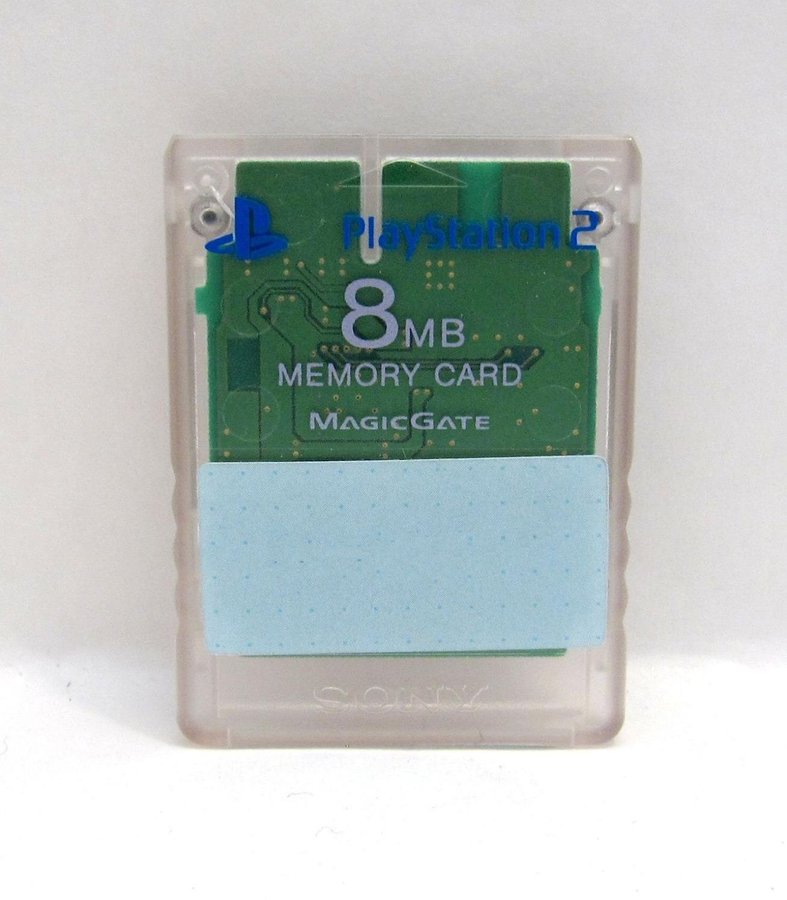 PlayStation 2
8MB
MEMORY CARD
MAGICGATE
SONY